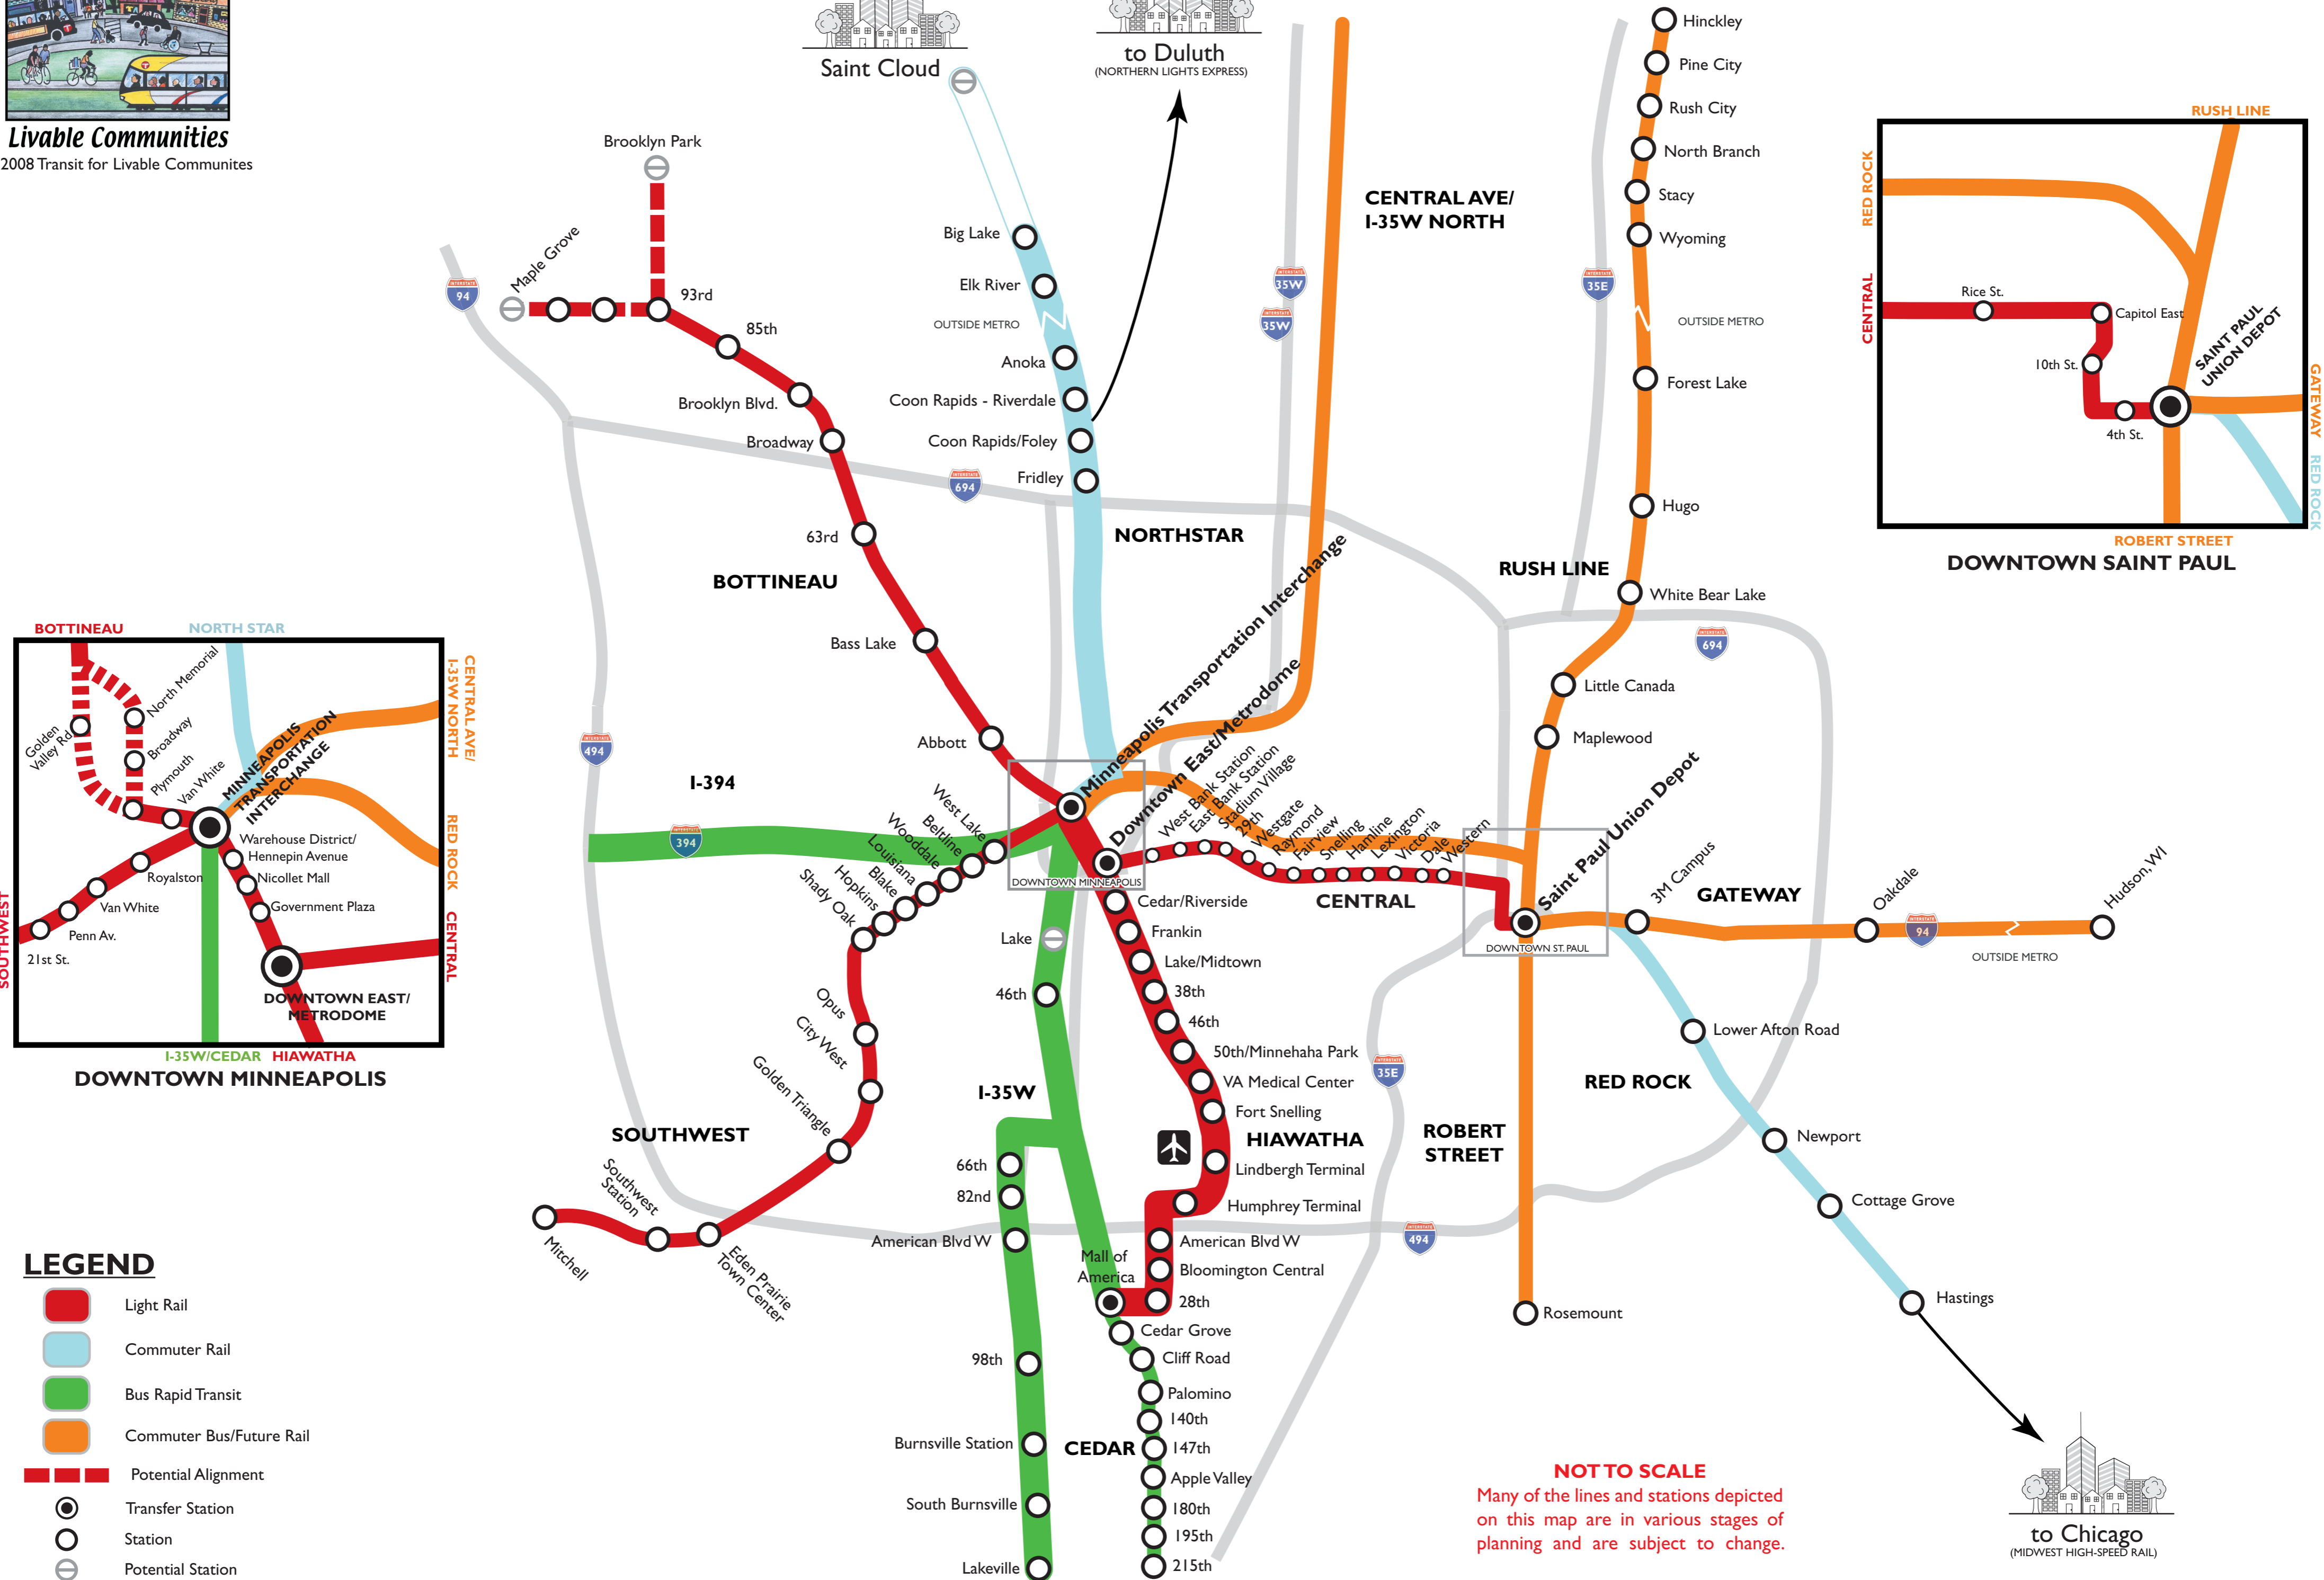 Livable Communities
2008 Transit for Livable Communites
Saint Cloud
to Duluth
(NORTHERN LIGHTS EXPRESS)
Brooklyn Park
Maple Grove
93rd
85th
Brooklyn Blvd.
Broadway
63rd
BOTTINEAU
Bass Lake
Abbott
94
694
494
I-394
394
Big Lake
Elk River
OUTSIDE METRO
Anoka
Coon Rapids - Riverdale
Coon Rapids/Foley
Fridley
NORTHSTAR
INTERSTATE
35W
INTERSTATE
35W
CENTRAL AVE/
I-35W NORTH
INTERSTATE
35E
Hinckley
Pine City
Rush City
North Branch
Stacy
Wyoming
OUTSIDE METRO
Forest Lake
Hugo
RUSH LINE
White Bear Lake
INTERSTATE
694
Little Canada
Maplewood
RUSH LINE
RED ROCK
CENTRAL
Rice St.
Capitol East
10th St.
4th St.
SAINT PAUL
UNION DEPOT
GATEWAY
RED ROCK
ROBERT STREET
DOWNTOWN SAINT PAUL
BOTTINEAU
NORTH STAR
CENTRAL AVE/
I-35W NORTH
North Memorial
Golden
Valley Rd.
Broadway
Plymouth
Van White
MINNEAPOLIS
TRANSPORTATION
INTERCHANGE
RED ROCK
Warehouse District/
Hennepin Avenue
Nicollet Mall
Government Plaza
Royalston
Van White
Penn Av.
21st St.
SOUTHWEST
CENTRAL
DOWNTOWN EAST/
METRODOME
I-35W/CEDAR
HIAWATHA
DOWNTOWN MINNEAPOLIS
Minneapolis Transportation Interchange
Downtown East/Metrodome
DOWNTOWN MINNEAPOLIS
West Lake
Beltline
Wooddale
Louisiana
Blake
Hopkins
Shady Oak
Opus
City West
Golden Triangle
SOUTHWEST
Southwest
Station
Mitchell
Eden Prairie
Town Center
West Bank Station
East Bank Station
Stadium Village
29th
Westgate
Raymond
Fairview
Snelling
Hamline
Lexington
Victoria
Dale
Western
CENTRAL
Saint Paul Union Depot
DOWNTOWN ST. PAUL
3M Campus
GATEWAY
Oakdale
INTERSTATE
94
OUTSIDE METRO
Hudson, WI
Lower Afton Road
RED ROCK
Newport
Cottage Grove
Hastings
to Chicago
(MIDWEST HIGH-SPEED RAIL)
Lake
46th
I-35W
66th
82nd
American Blvd W
98th
Burnsville Station
South Burnsville
Lakeville
Cedar/Riverside
Frankin
Lake/Midtown
38th
46th
50th/Minnehaha Park
VA Medical Center
Fort Snelling
HIAWATHA
Lindbergh Terminal
Humphrey Terminal
American Blvd W
Bloomington Central
28th
Mall of
America
Cedar Grove
Cliff Road
Palomino
140th
CEDAR
147th
Apple Valley
180th
195th
215th
INTERSTATE
35E
INTERSTATE
494
ROBERT
STREET
Rosemount
NOT TO SCALE
Many of the lines and stations depicted
on this map are in various stages of
planning and are subject to change.
LEGEND
Light Rail
Commuter Rail
Bus Rapid Transit
Commuter Bus/Future Rail
Potential Alignment
Transfer Station
Station
Potential Station